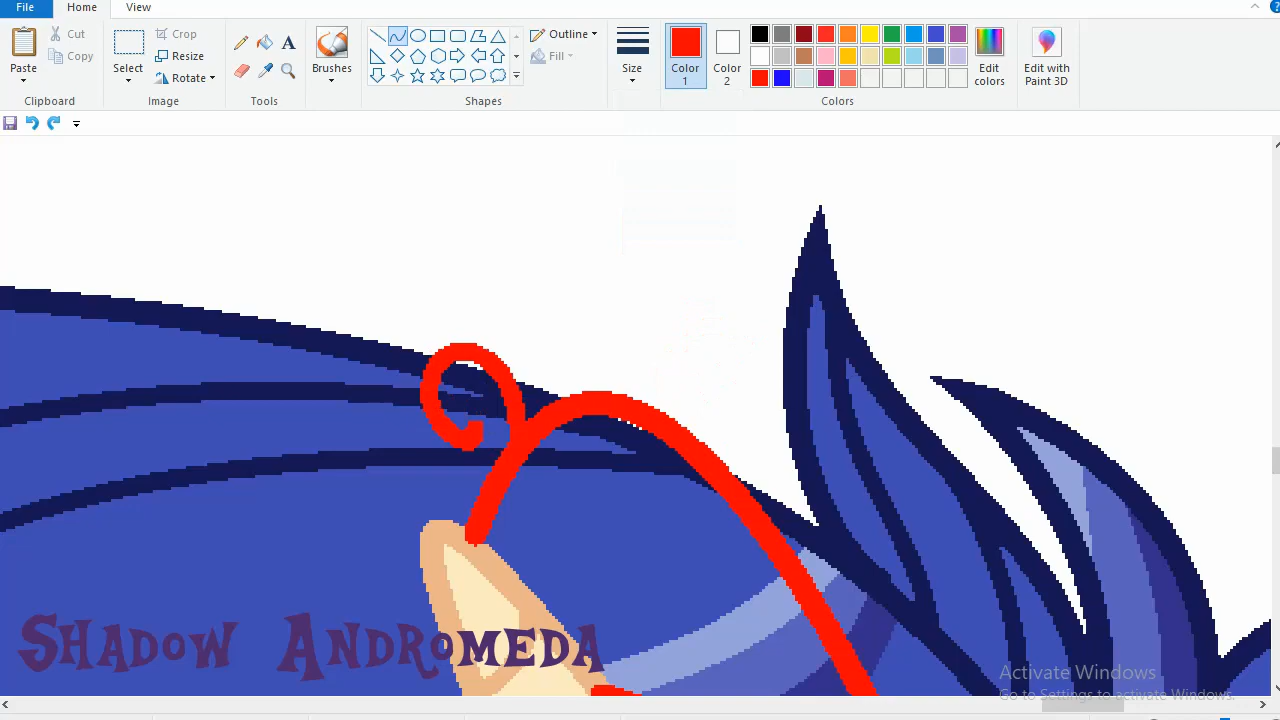 File Home View
Paste Cut Copy Select Resize Rotate Brushes Outline Fill Size Color 1 Color 2 Edit colors Edit with Paint 3D
Clipboard Image Tools Shapes Colors
Shadow Andromeda
Activate Windows
Go to Settings to activate Windows.